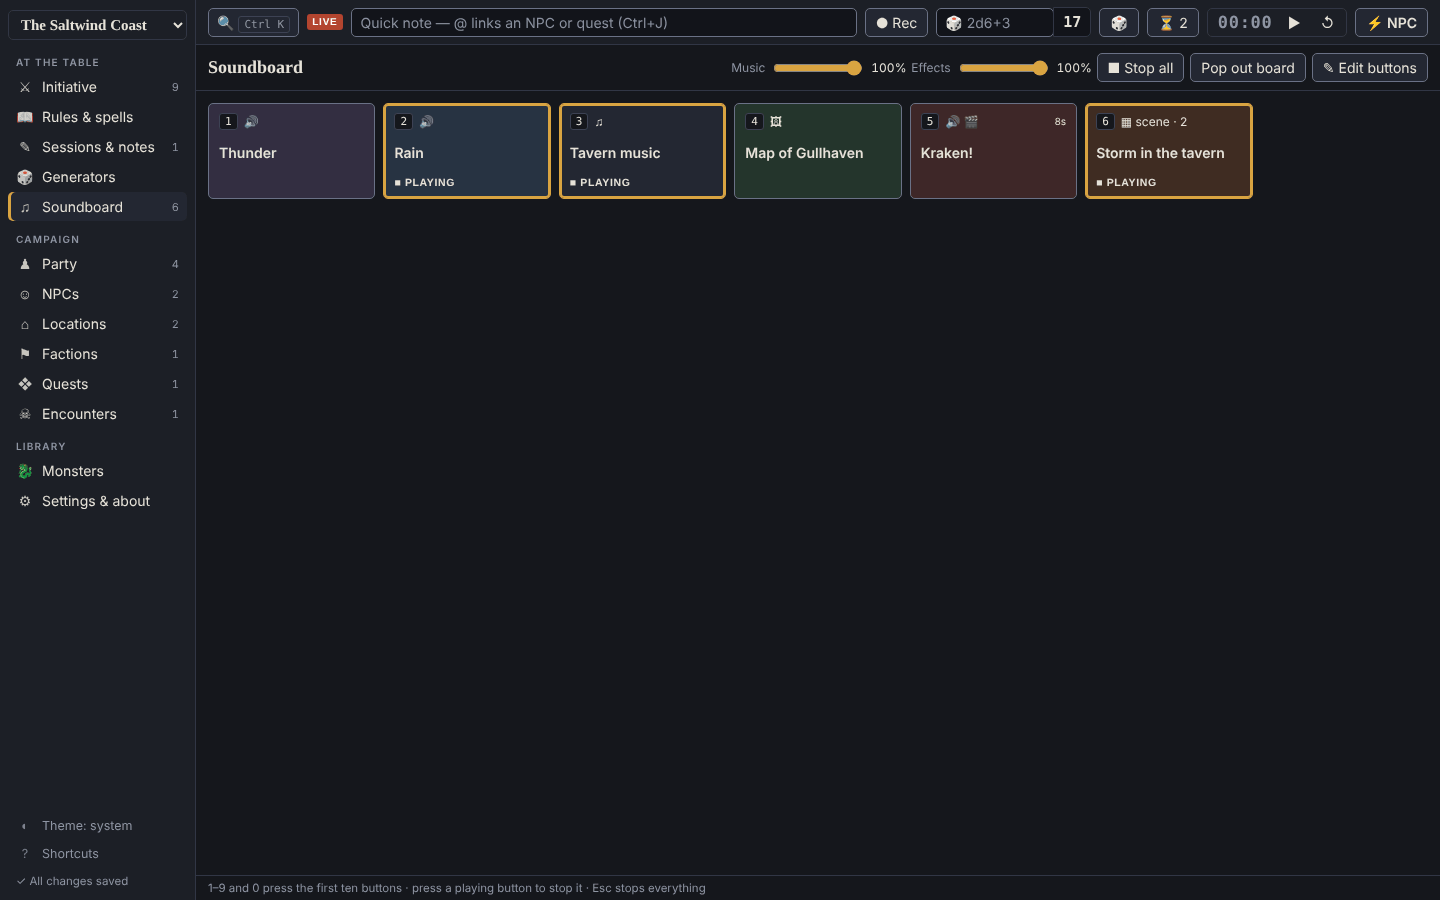 The Saltwind Coast
AT THE TABLE
Initiative 9
Rules & spells
Sessions & notes 1
Generators
Soundboard 6
CAMPAIGN
Party 4
NPCs 2
Locations 2
Factions 1
Quests 1
Encounters 1
LIBRARY
Monsters
Settings & about
Theme: system
? Shortcuts
✓ All changes saved
Ctrl K
LIVE
Quick note — @ links an NPC or quest (Ctrl+J)
Rec
2d6+3
17
2
00:00
NPC
Soundboard
Music 100% Effects 100%
Stop all
Pop out board
Edit buttons
1
Thunder
2
Rain
PLAYING
3
Tavern music
PLAYING
4
Map of Gullhaven
5 8s
Kraken!
6 scene · 2
Storm in the tavern
PLAYING
1–9 and 0 press the first ten buttons · press a playing button to stop it · Esc stops everything